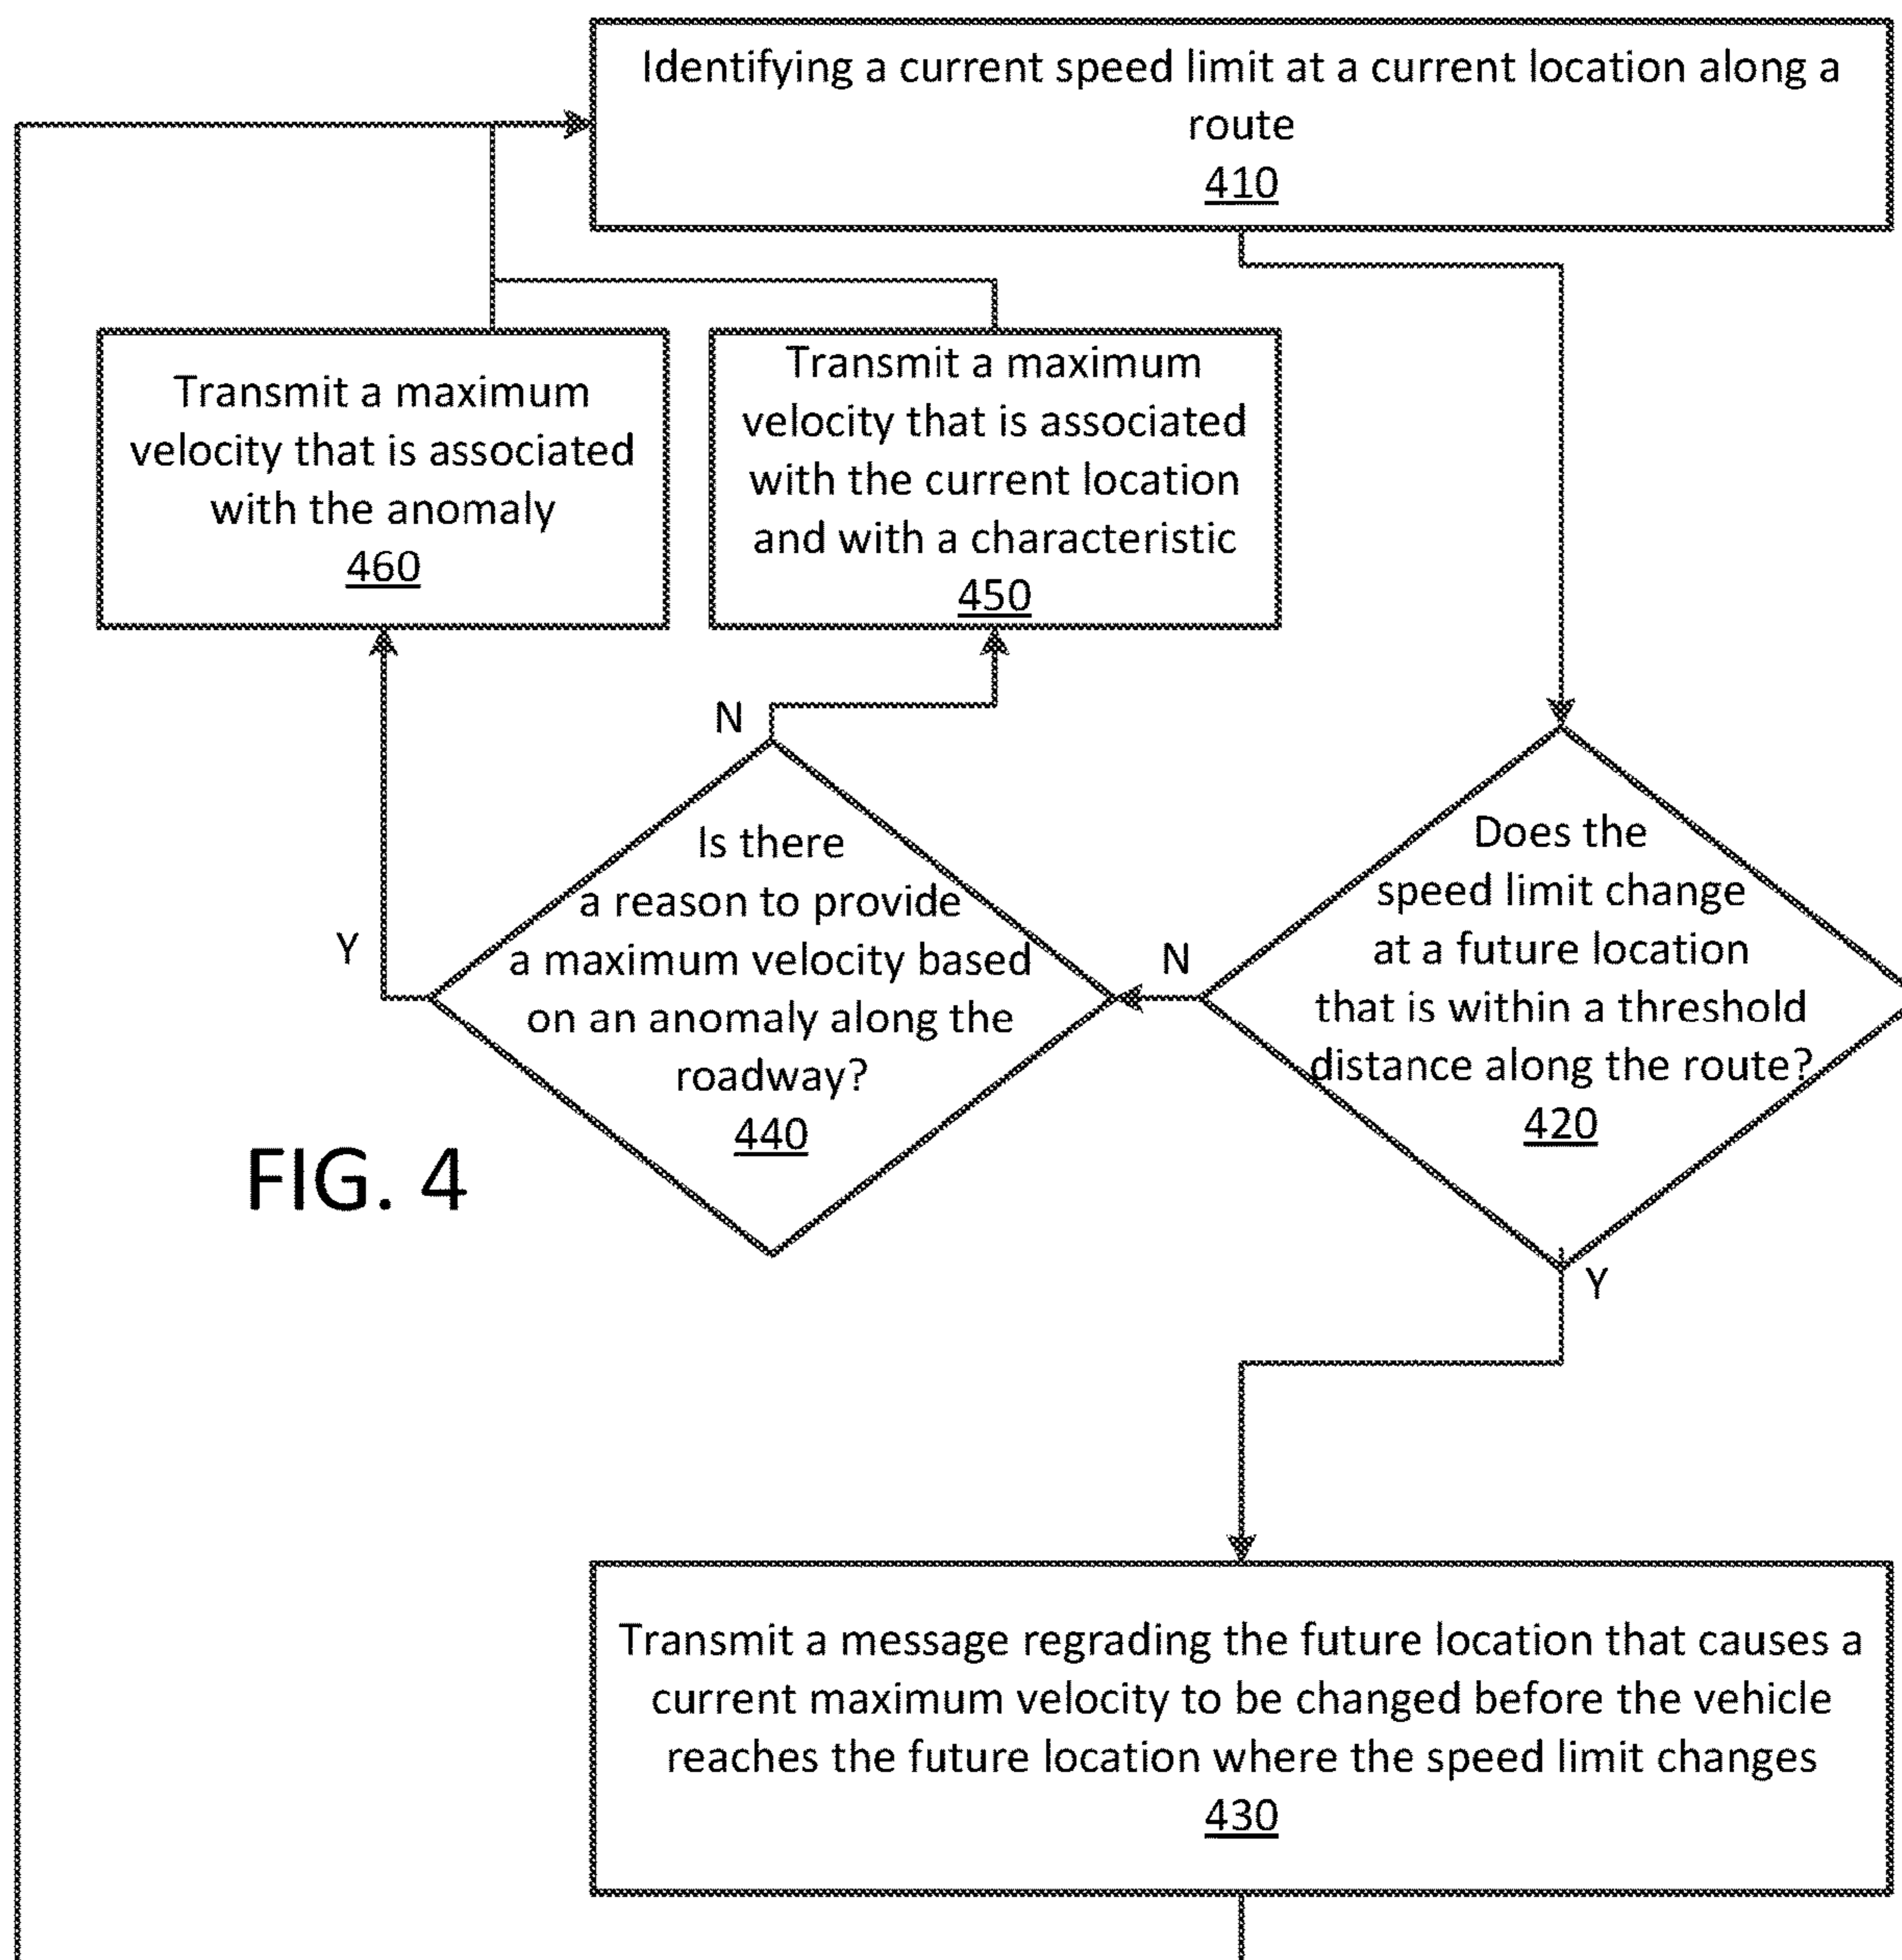 Identifying a current speed limit at a current location along a
route
410
Transmit a maximum
velocity that is associated
with the anomaly
460
Transmit a maximum
velocity that is associated
with the current location
and with a characteristic
450
N
Y
Is there
a reason to provide
a maximum velocity based
on an anomaly along the
roadway?
440
N
Does the
speed limit change
at a future location
that is within a threshold
distance along the route?
420
Y
FIG. 4
Transmit a message regrading the future location that causes a
current maximum velocity to be changed before the vehicle
reaches the future location where the speed limit changes
430